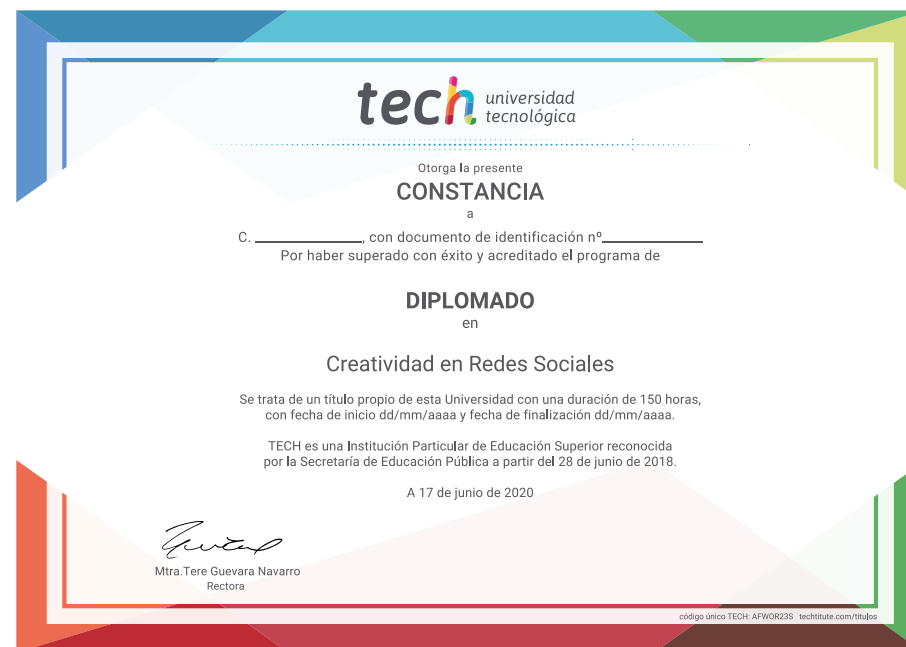 tech universidad
tecnológica
Otorga la presente
CONSTANCIA
a
C. ____________, con documento de identificación nº____________
Por haber superado con éxito y acreditado el programa de
DIPLOMADO
en
Creatividad en Redes Sociales
Se trata de un título propio de esta Universidad con una duración de 150 horas,
con fecha de inicio dd/mm/aaaa y fecha de finalización dd/mm/aaaa.
TECH es una Institución Particular de Educación Superior reconocida
por la Secretaría de Educación Pública a partir del 28 de junio de 2018.
A 17 de junio de 2020
Mtra.Tere Guevara Navarro
Rectora
código único TECH: AFWOR23S techtitute.com/titulos